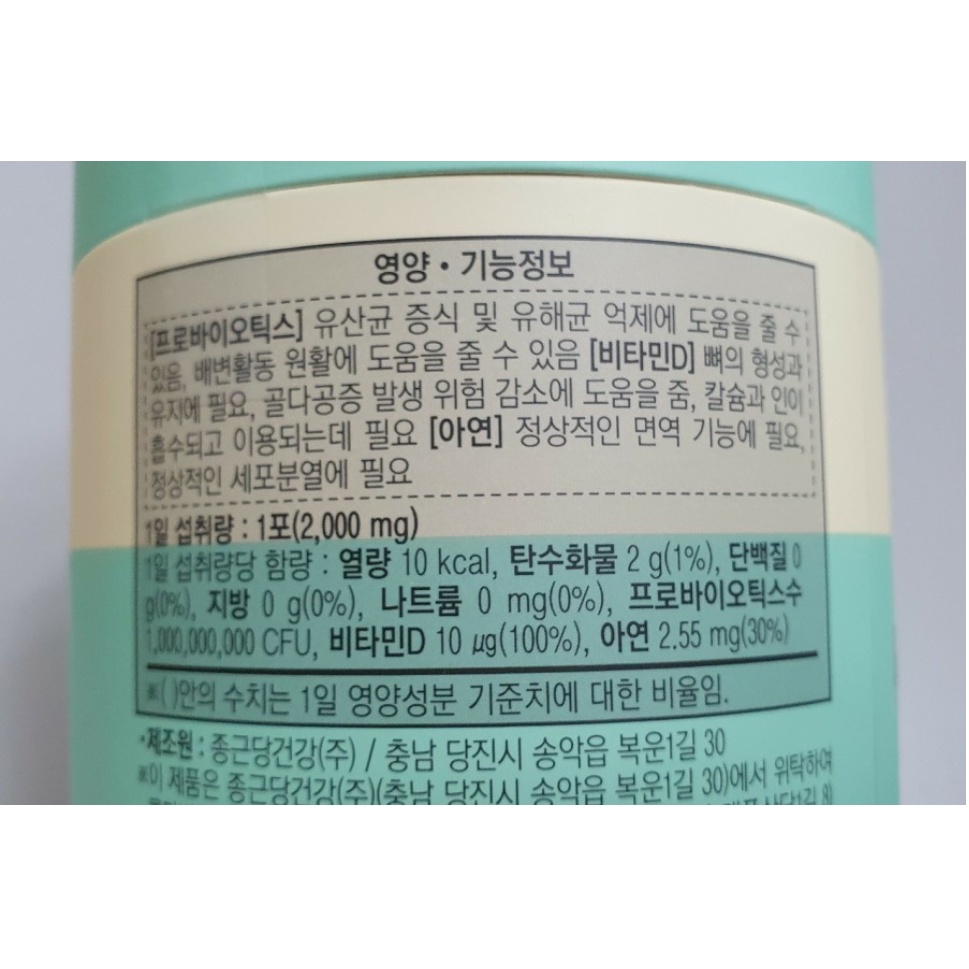 영양 • 기능정보
[프로바이오틱스] 유산균 증식 및 유해균 억제에 도움을 줄 수
있음, 배변활동 원활에 도움을 줄 수 있음 [비타민D] 뼈의 형성과
유지에 필요, 골다공증 발생 위험 감소에 도움을 줌, 칼슘과 인이
흡수되고 이용되는데 필요 [아연] 정상적인 면역 기능에 필요,
정상적인 세포분열에 필요
1일 섭취량 : 1포(2,000 mg)
1일 섭취량당 함량 : 열량 10 kcal, 탄수화물 2 g(1%), 단백질 0
g(0%), 지방 0 g(0%), 나트륨 0 mg(0%), 프로바이오틱스수
1,000,000,000 CFU, 비타민D 10 µg(100%), 아연 2.55 mg(30%)
※( )안의 수치는 1일 영양성분 기준치에 대한 비율임.
•제조원 : 종근당건강(주) / 충남 당진시 송악읍 복운1길 30
※이 제품은 종근당건강(주)(충남 당진시 송악읍 복운1길 30)에서 위탁하여